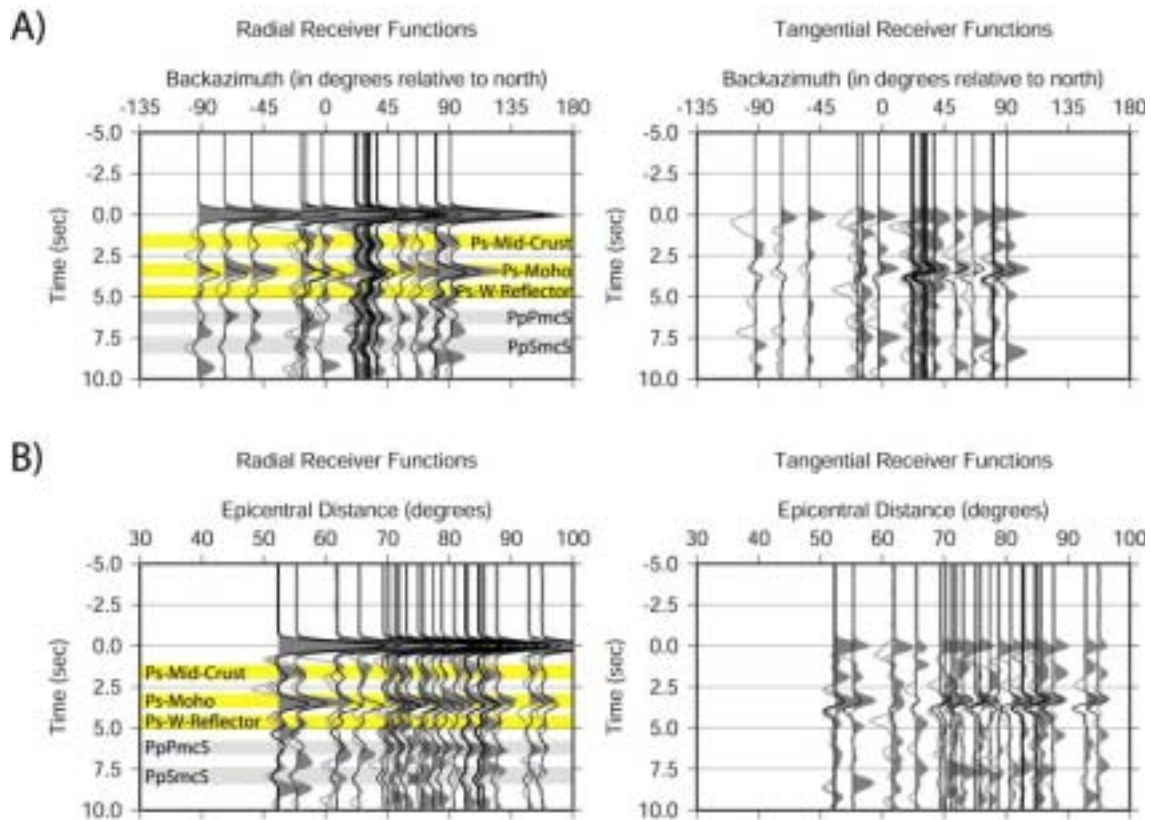 A)
Radial Receiver Functions
Tangential Receiver Functions
Backazimuth (in degrees relative to north)
Backazimuth (in degrees relative to north)
-135 -90 -45 0 45 90 135 180
-135 -90 -45 0 45 90 135 180
Time (sec)
-5.0
-2.5
0.0
2.5
5.0
7.5
10.0
Ps-Mid-Crust
Ps-Moho
Ps-W-Reflector
PpPmcS
PpSmcS
Time (sec)
-5.0
-2.5
0.0
2.5
5.0
7.5
10.0
B)
Radial Receiver Functions
Tangential Receiver Functions
Epicentral Distance (degrees)
Epicentral Distance (degrees)
30 40 50 60 70 80 90 100
30 40 50 60 70 80 90 100
Time (sec)
-5.0
-2.5
0.0
2.5
5.0
7.5
10.0
Ps-Mid-Crust
Ps-Moho
Ps-W-Reflector
PpPmcS
PpSmcS
Time (sec)
-5.0
-2.5
0.0
2.5
5.0
7.5
10.0